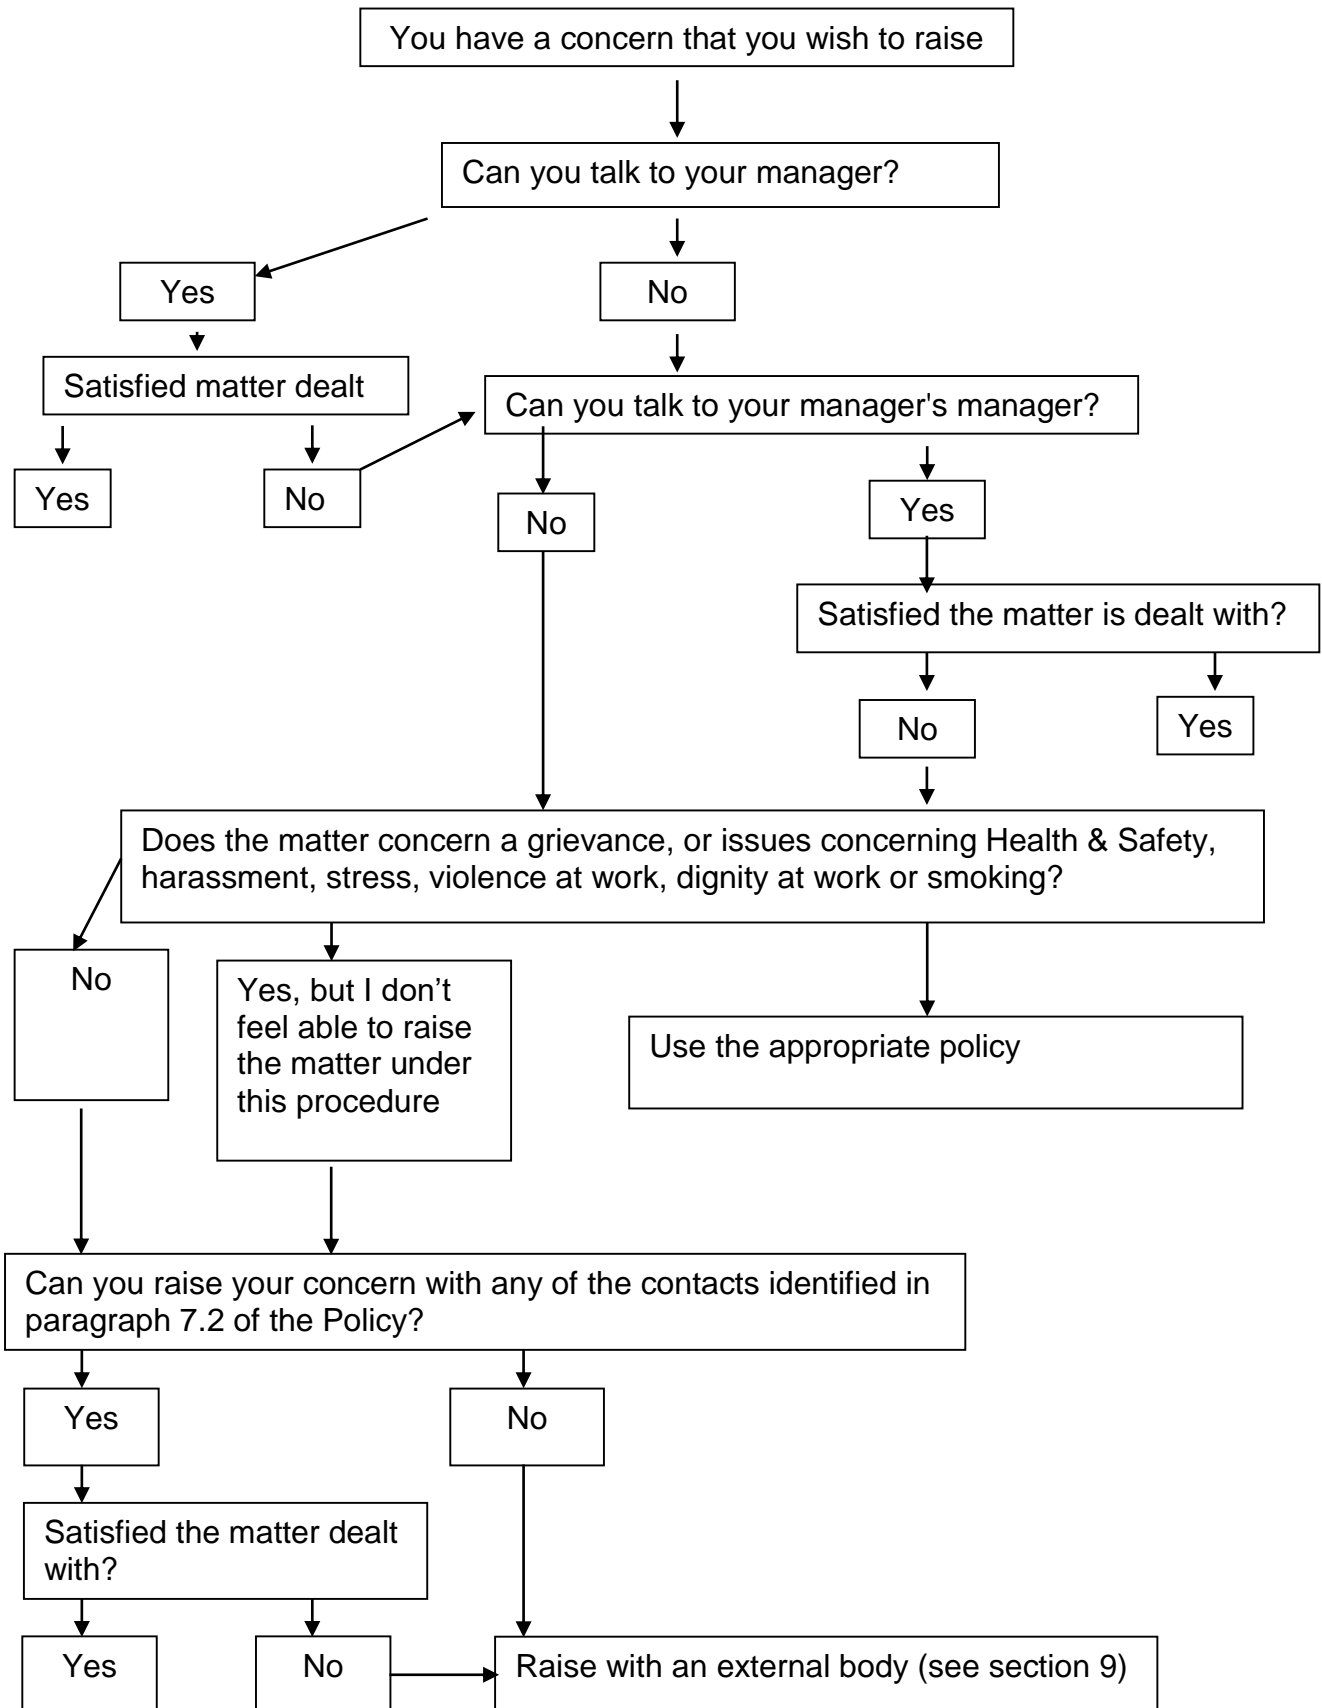 You have a concern that you wish to raise
Can you talk to your manager?
Yes
No
Satisfied matter dealt
Can you talk to your manager's manager?
Yes
No
No
Yes
Satisfied the matter is dealt with?
No
Yes
Does the matter concern a grievance, or issues concerning Health & Safety,
harassment, stress, violence at work, dignity at work or smoking?
No
Yes, but I don’t
feel able to raise
the matter under
this procedure
Use the appropriate policy
Can you raise your concern with any of the contacts identified in
paragraph 7.2 of the Policy?
Yes
No
Satisfied the matter dealt
with?
Yes
No
Raise with an external body (see section 9)